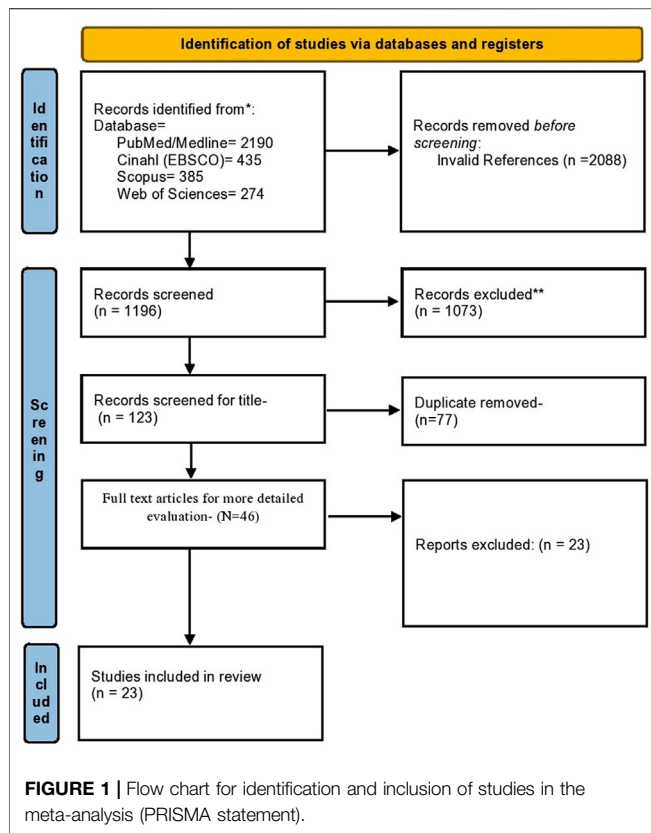 Identification of studies via databases and registers
Id
entifi
catio
n
Records identified from*:
Database=
PubMed/Medline = 2190
Cinahl (EBSCO)= 435
Scopus= 385
Web of Sciences= 274
Records removed before
screening:
Invalid References (n =2088)
Sc
re
en
in
g
Records screened
(n = 1196)
Records excluded**
(n = 1073)
Records screened for title-
(n = 123)
Duplicate removed-
(n=77)
Full text articles for more detailed
evaluation- (N=46)
Reports excluded: (n = 23)
In
cl
ud
ed
Studies included in review
(n = 23)
FIGURE 1 | Flow chart for identification and inclusion of studies in the
meta-analysis (PRISMA statement).